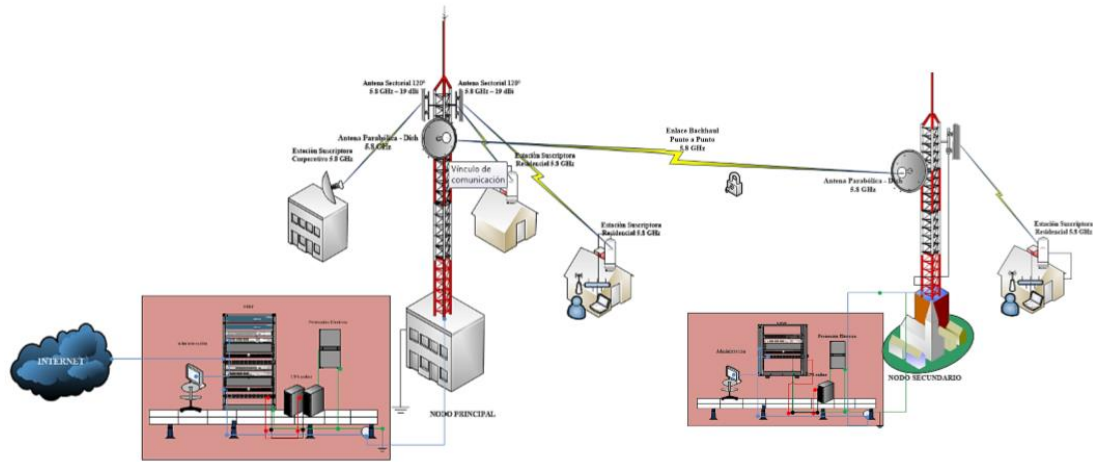 Antena Sectorial 120°
5.8 GHz – 19 dBi
Antena Sectorial 120°
5.8 GHz – 19 dBi
Antena Parabólica - Dish
5.8 GHz
Estación Suscriptora
Corporativo 5.8 GHz
Vínculo de
comunicación
Estación Suscriptora
Residencial 5.8 GHz
Estación Suscriptora
Residencial 5.8 GHz
Enlace Backhaul
Punto a Punto
5.8 GHz
Antena Parabólica - Dish
5.8 GHz
Estación Suscriptora
Residencial 5.8 GHz
INTERNET
Administración
NODO PRINCIPAL
Administración
NODO SECUNDARIO